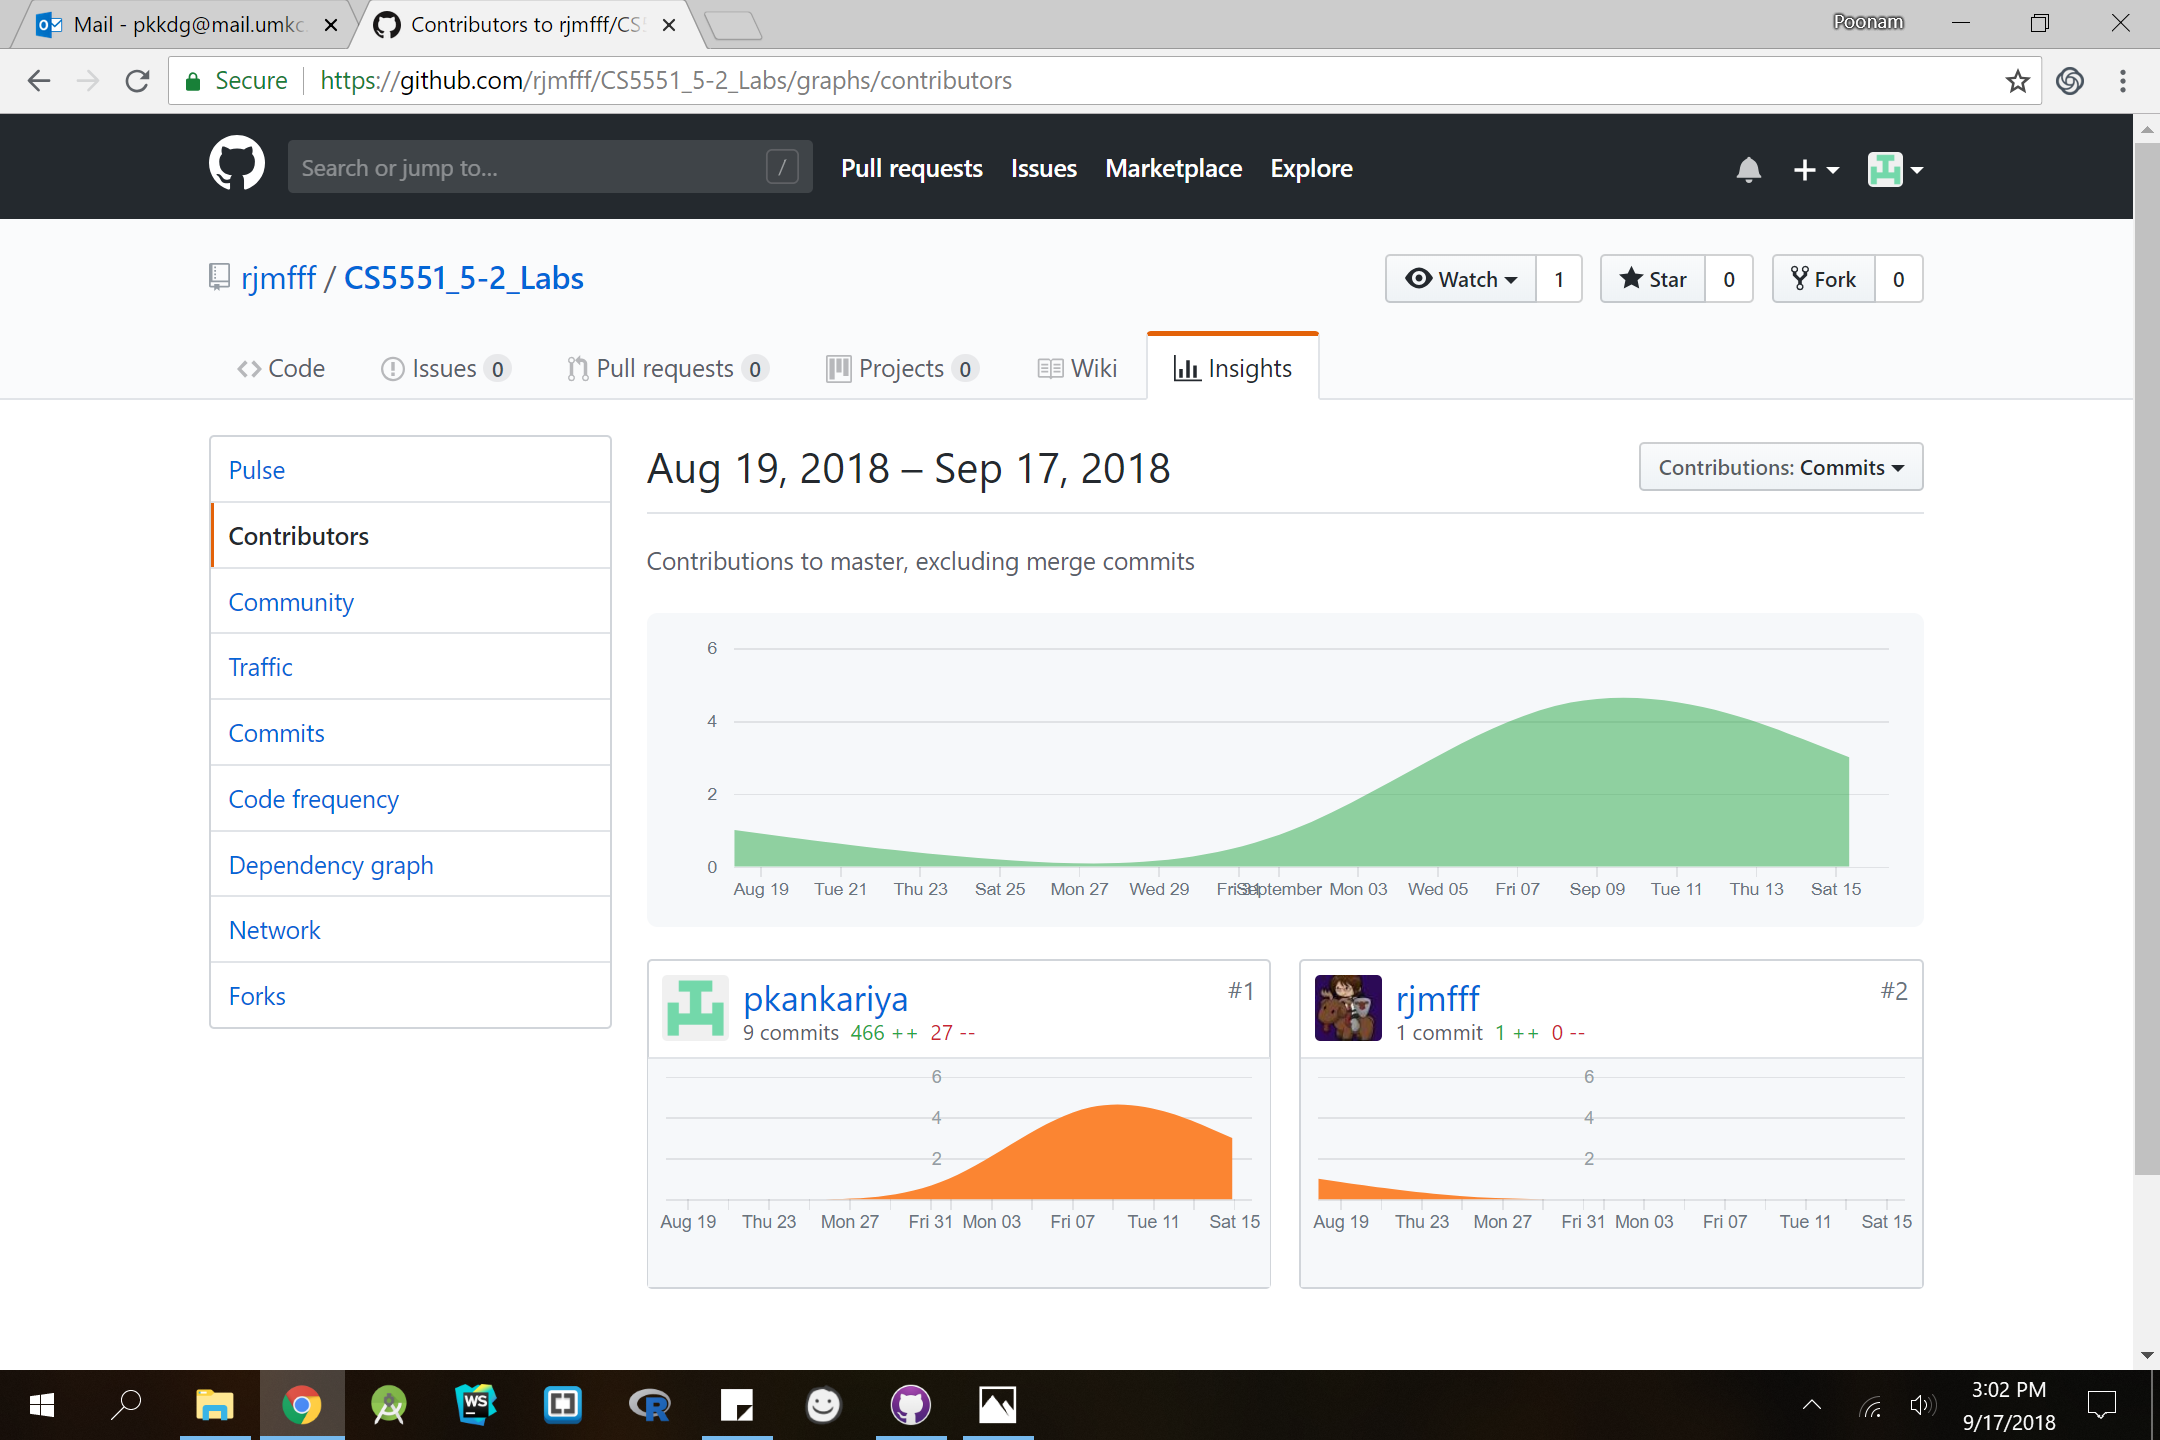 Mail - pkkdg@mail.umkc
Contributors to rjmfff/CS
Poonam
Secure
https://github.com/rjmfff/CS5551_5-2_Labs/graphs/contributors
Search or jump to...
/
Pull requests Issues Marketplace Explore
rjmfff / CS5551_5-2_Labs
Watch 1 Star 0 Fork 0
Code Issues 0 Pull requests 0 Projects 0 Wiki Insights
Pulse
Contributors
Community
Traffic
Commits
Code frequency
Dependency graph
Network
Forks
Aug 19, 2018 – Sep 17, 2018
Contributions: Commits
Contributions to master, excluding merge commits
6
4
2
0
Aug 19 Tue 21 Thu 23 Sat 25 Mon 27 Wed 29 Fri 31 September Mon 03 Wed 05 Fri 07 Sep 09 Tue 11 Thu 13 Sat 15
pkankariya #1
9 commits 466 ++ 27 --
6
4
2
Aug 19 Thu 23 Mon 27 Fri 31 Mon 03 Fri 07 Tue 11 Sat 15
rjmfff #2
1 commit 1 ++ 0 --
6
4
2
Aug 19 Thu 23 Mon 27 Fri 31 Mon 03 Fri 07 Tue 11 Sat 15
WS
R
3:02 PM
9/17/2018